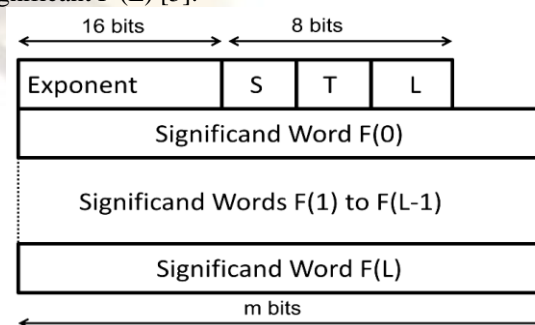 16 bits 8 bits
Exponent S T L
Significand Word F(0)
Significand Words F(1) to F(L-1)
Significand Word F(L)
m bits